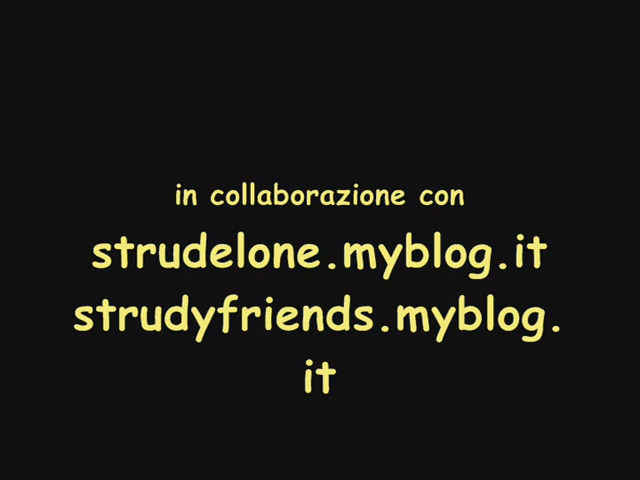 in collaborazione con
strudelone.myblog.it
strudyfriends.myblog.
it